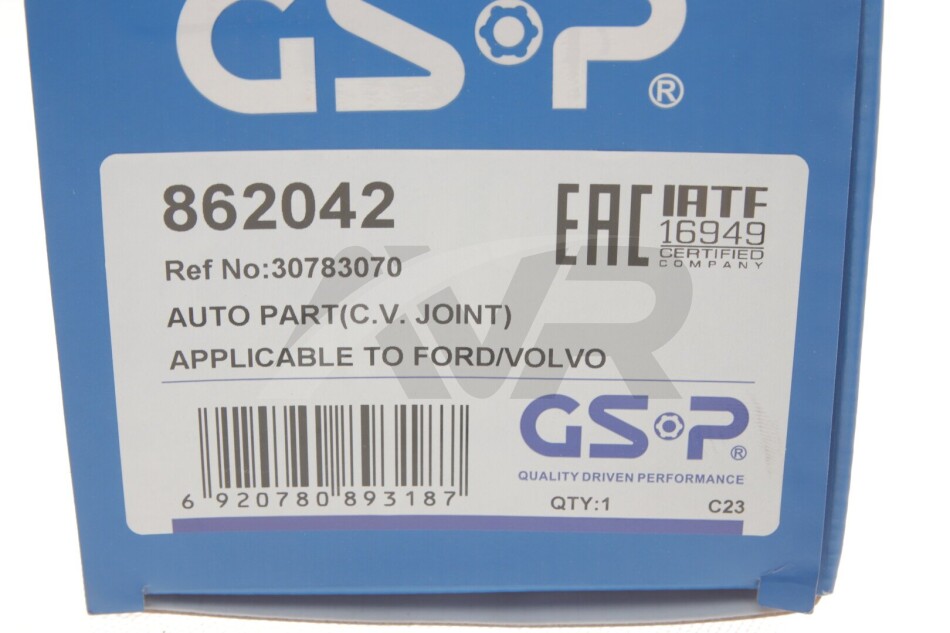 GSP®
862042
EAC
IATF
16949
CERTIFIED
COMPANY
Ref No:30783070
AUTO PART(C.V. JOINT)
APPLICABLE TO FORD/VOLVO
GSP®
QUALITY DRIVEN PERFORMANCE
6 920780 893187
QTY:1
C23